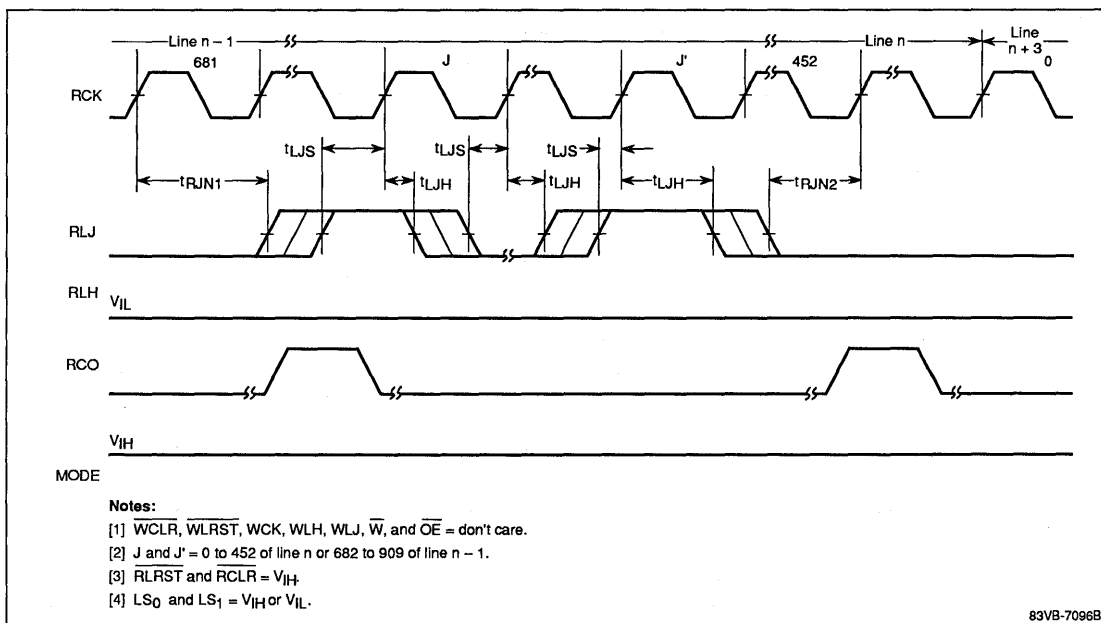 Line n – 1
Line n
Line
n + 3
681
J
J'
452
0
RCK
tLJS
tLJS
tLJS
tRJN1
tLJH
tLJH
tLJH
tRJN2
RLJ
RLH
VIL
RCO
VIH
MODE
Notes:
[1] WCLR, WLRST, WCK, WLH, WLJ, W, and OE = don't care.
[2] J and J' = 0 to 452 of line n or 682 to 909 of line n – 1.
[3] RLRST and RCLR = VIH.
[4] LS0 and LS1 = VIH or VIL.
83VB-7096B